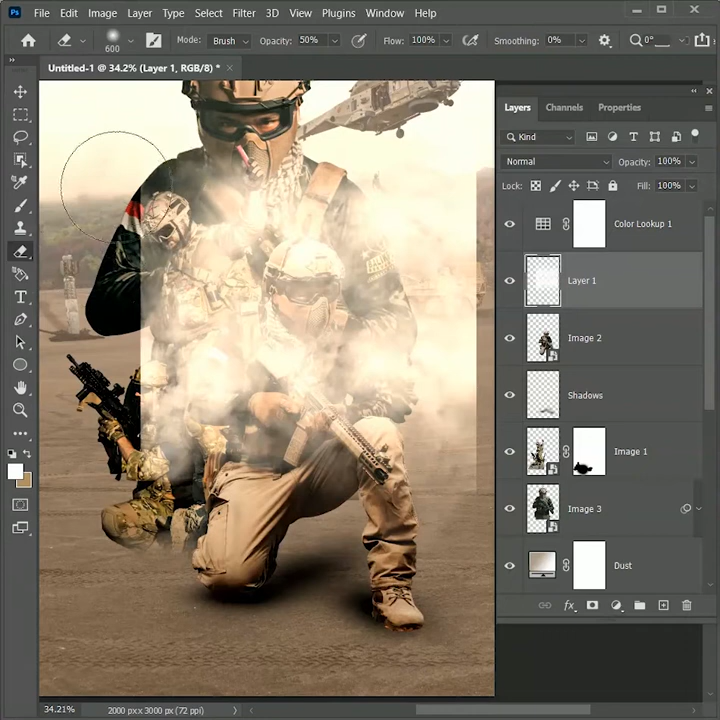 Ps File Edit Image Layer Type Select Filter 3D View Plugins Window Help
600 Mode: Brush Opacity: 50% Flow: 100% Smoothing: 0% 0°
Untitled-1 @ 34.2% (Layer 1, RGB/8) * ×
Layers Channels Properties
Kind
Normal Opacity: 100%
Lock: Fill: 100%
Color Lookup 1
Layer 1
Image 2
Shadows
Image 1
Image 3
Dust
fx
34.21% 2000 px x 3000 px (72 ppi)